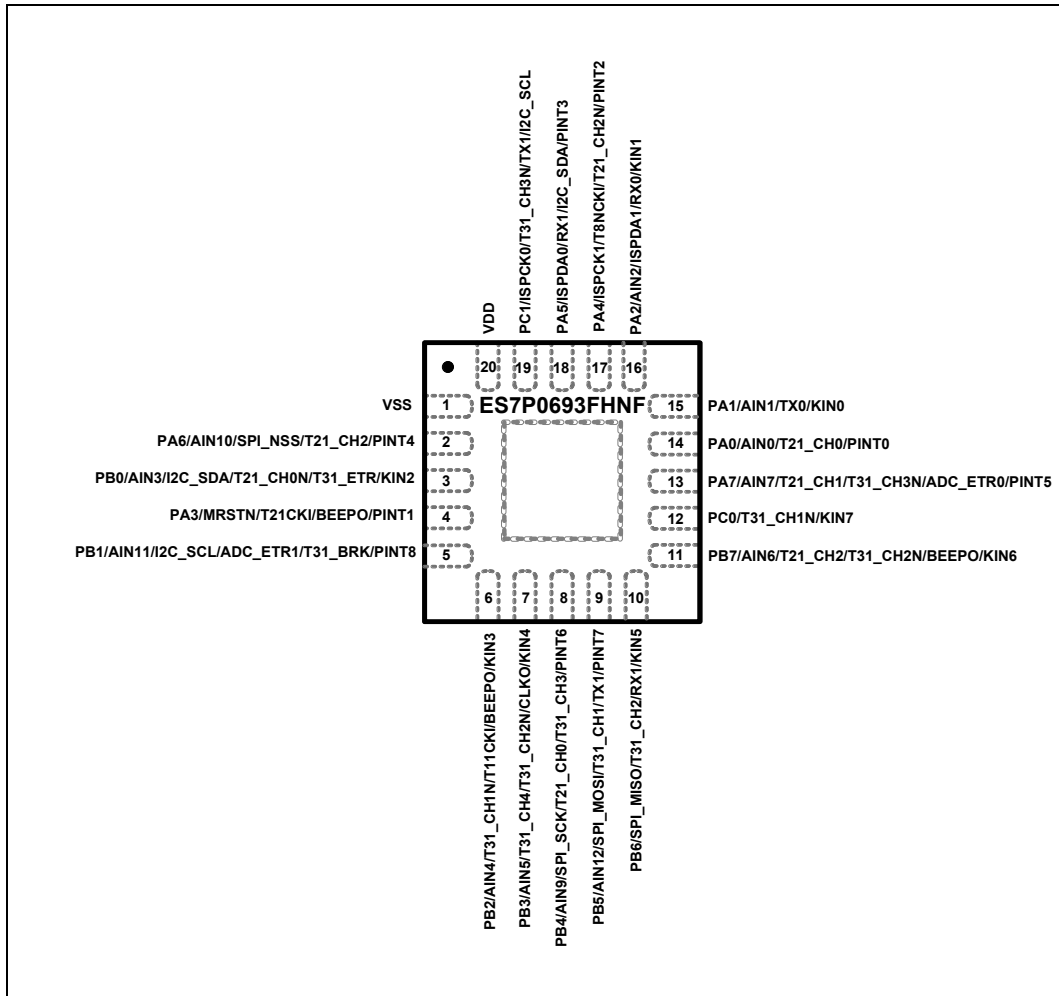 PC1/ISPCK0/T31_CH3N/TX1/I2C_SCL
PA5/ISPDA0/RX1/I2C_SDA/PINT3
PA4/ISPCK1/T8NCKI/T21_CH2N/PINT2
PA2/AIN2/ISPDA1/RX0/KIN1
VDD
20
19
18
17
16
ES7P0693FHNF
VSS
1
PA6/AIN10/SPI_NSS/T21_CH2/PINT4
2
PB0/AIN3/I2C_SDA/T21_CH0N/T31_ETR/KIN2
3
PA3/MRSTN/T21CKI/BEEPO/PINT1
4
PB1/AIN11/I2C_SCL/ADC_ETR1/T31_BRK/PINT8
5
15
PA1/AIN1/TX0/KIN0
14
PA0/AIN0/T21_CH0/PINT0
13
PA7/AIN7/T21_CH1/T31_CH3N/ADC_ETR0/PINT5
12
PC0/T31_CH1N/KIN7
11
PB7/AIN6/T21_CH2/T31_CH2N/BEEPO/KIN6
6
7
8
9
10
PB2/AIN4/T31_CH1N/T11CKI/BEEPO/KIN3
PB3/AIN5/T31_CH4/T31_CH2N/CLKO/KIN4
PB4/AIN9/SPI_SCK/T21_CH0/T31_CH3/PINT6
PB5/AIN12/SPI_MOSI/T31_CH1/TX1/PINT7
PB6/SPI_MISO/T31_CH2/RX1/KIN5